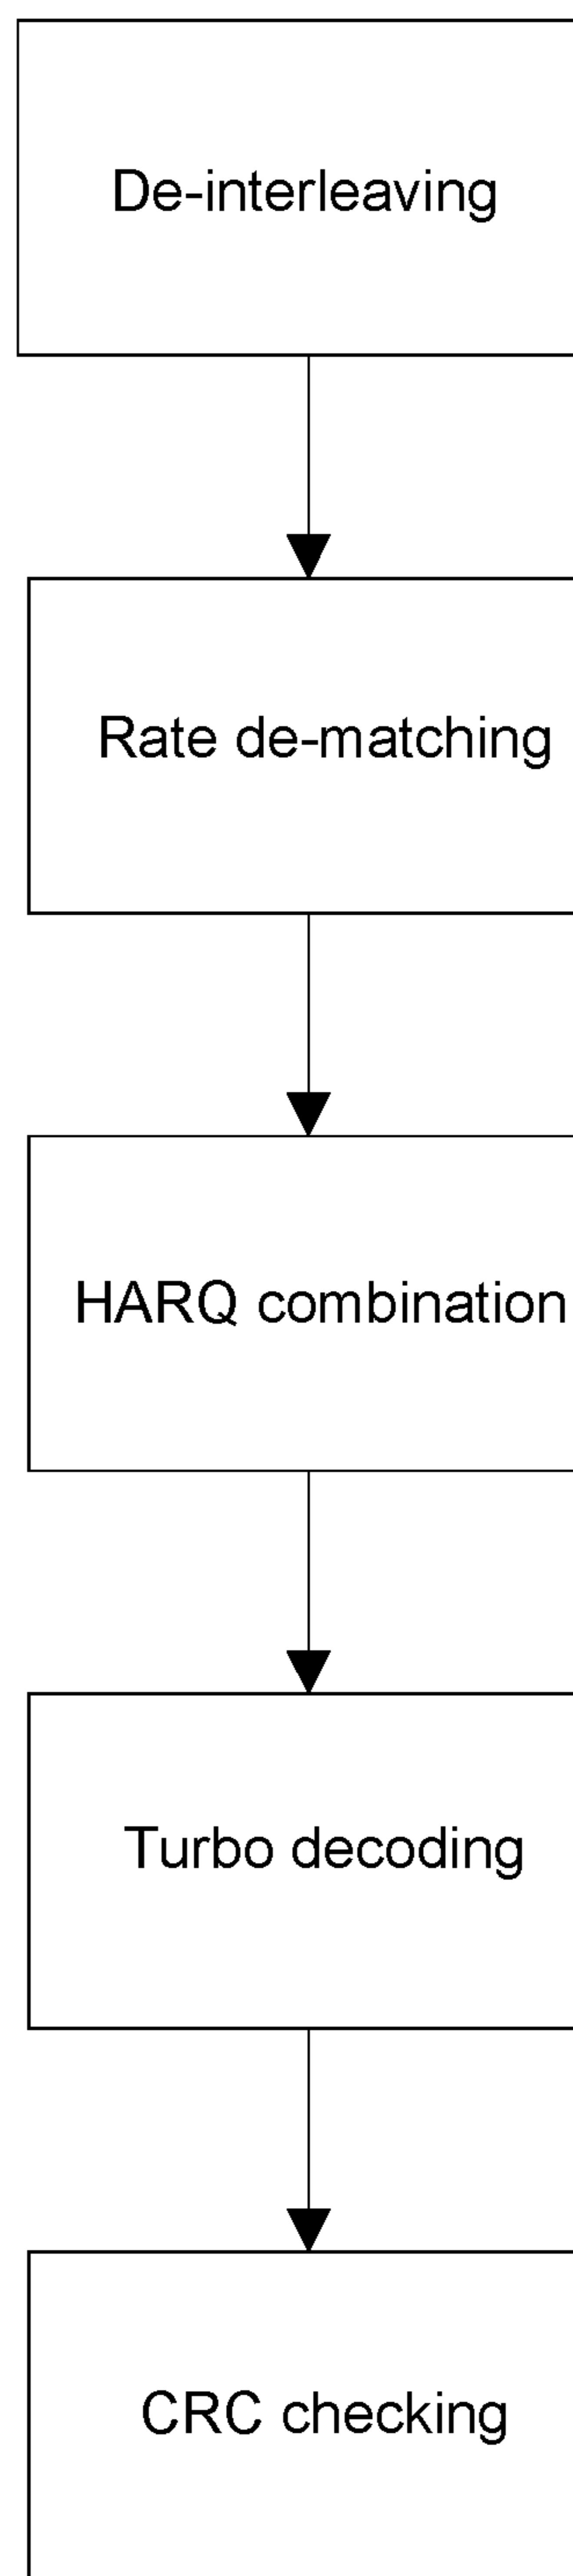 De-interleaving
Rate de-matching
HARQ combination
Turbo decoding
CRC checking